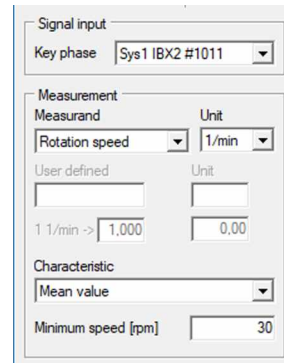 Signal input
Key phase Sys1 IBX2 #1011
Measurement
Measurand Unit
Rotation speed 1/min
User defined Unit
1 1/min -> 1,000 0,00
Characteristic
Mean value
Minimum speed [rpm] 30